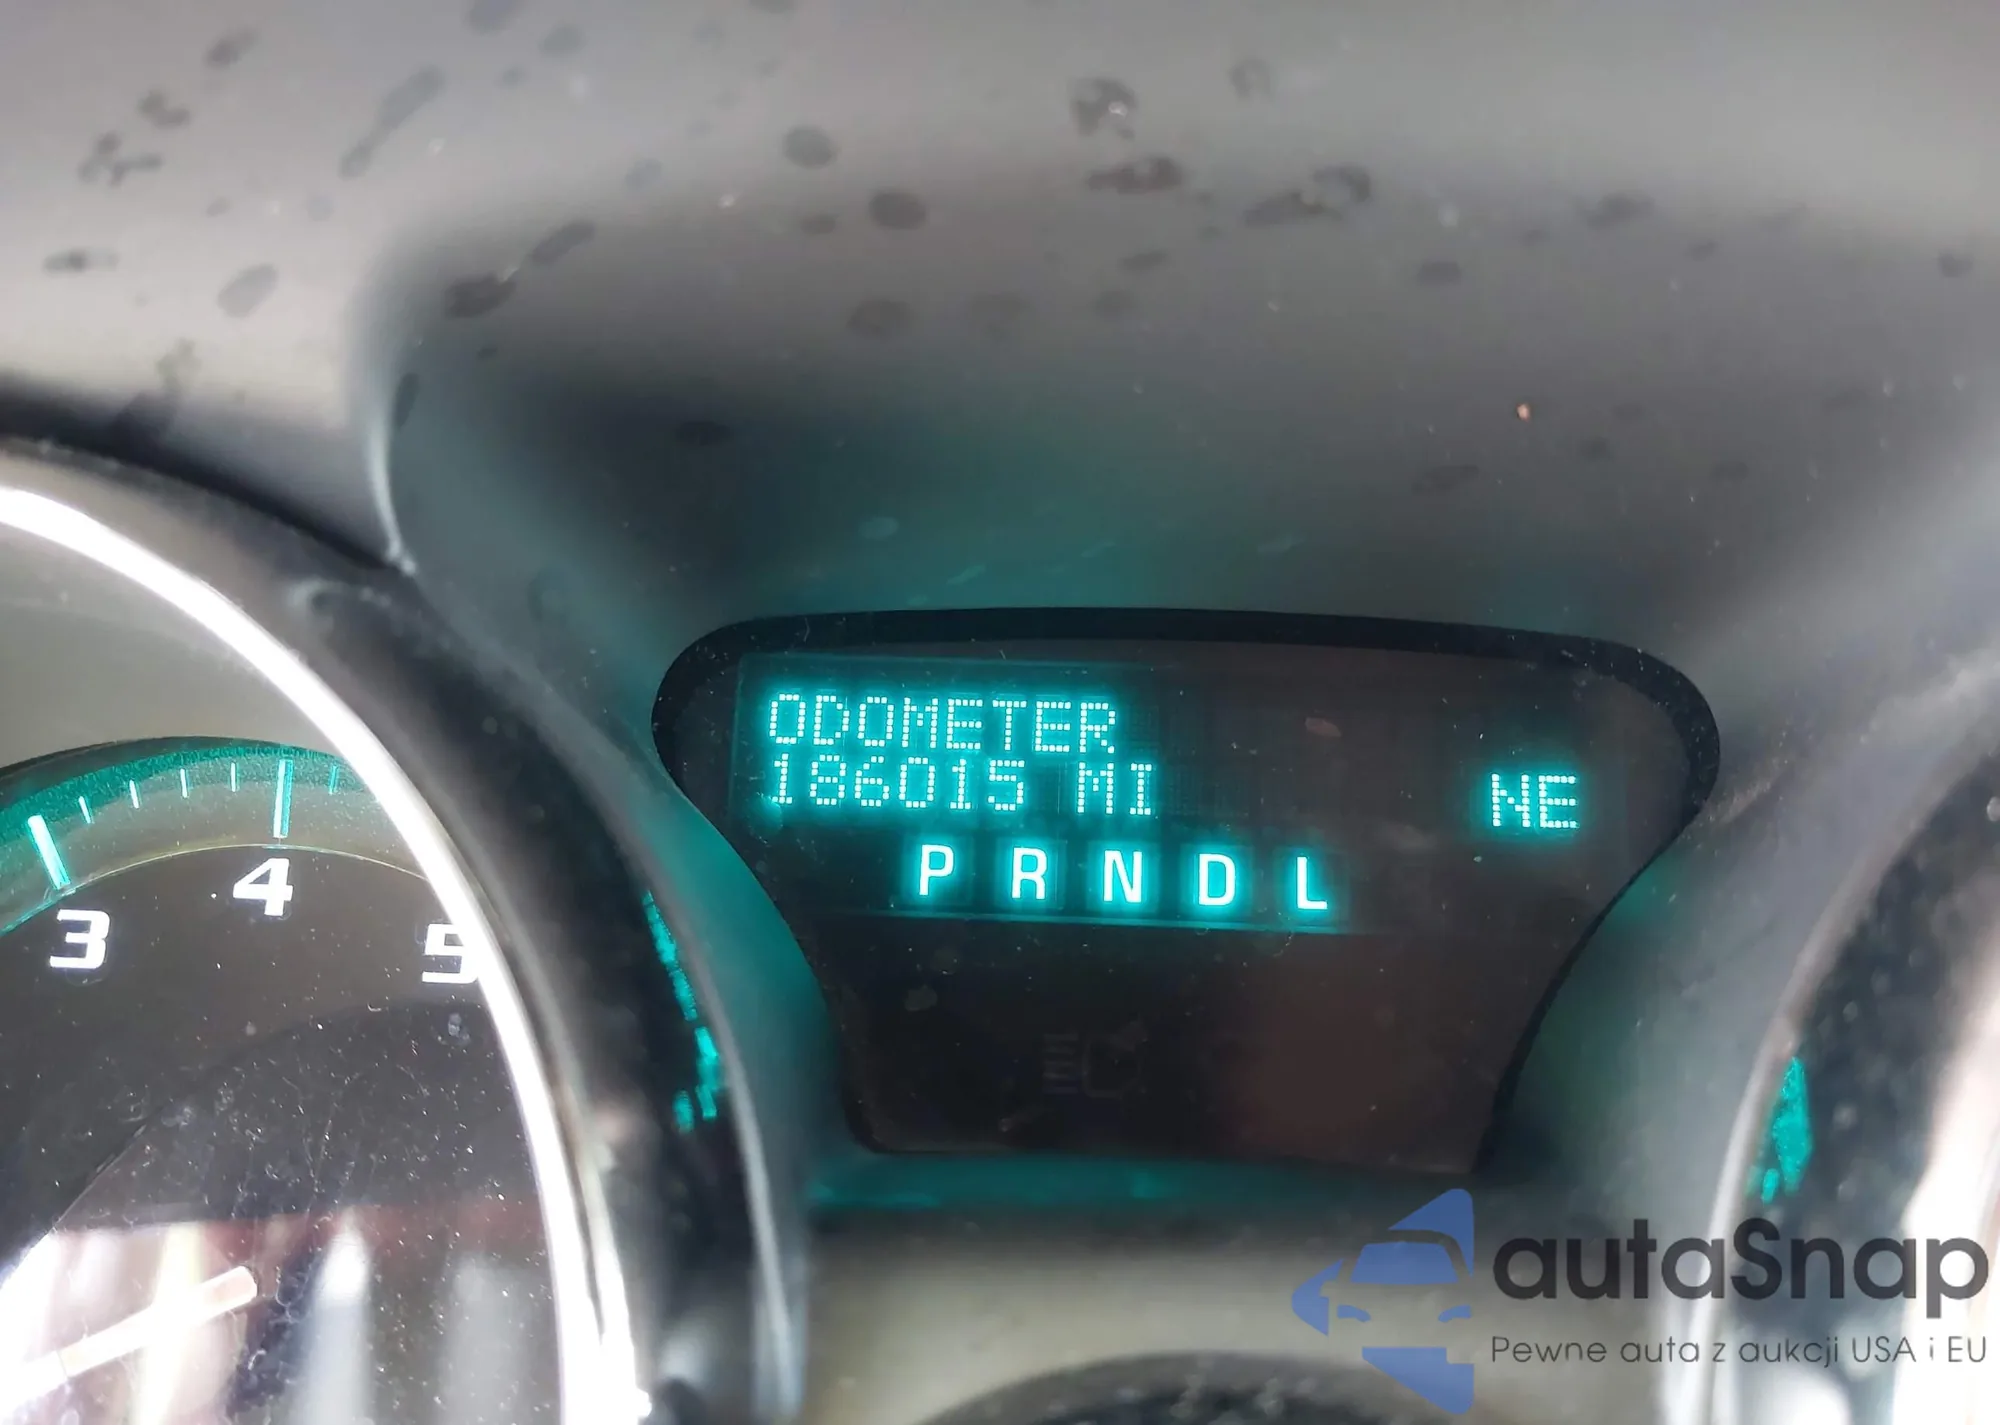 ODOMETER
186015 MI
NE
P R N D L
3 4 5
autaSnap
Pewne auta z aukcji USA i EU